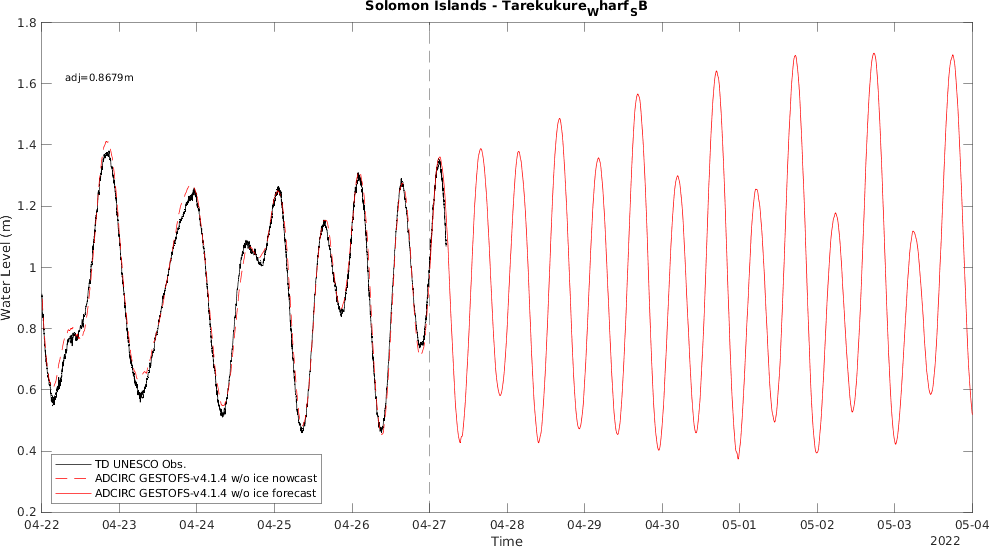 Solomon Islands - TarekukureWharfSB
1.8
1.6
1.4
1.2
1
0.8
0.6
0.4
0.2
Water Level (m)
adj=0.8679m
TD UNESCO Obs.
ADCIRC GESTOFS-v4.1.4 w/o ice nowcast
ADCIRC GESTOFS-v4.1.4 w/o ice forecast
04-22 04-23 04-24 04-25 04-26 04-27 04-28 04-29 04-30 05-01 05-02 05-03 05-04
Time
2022